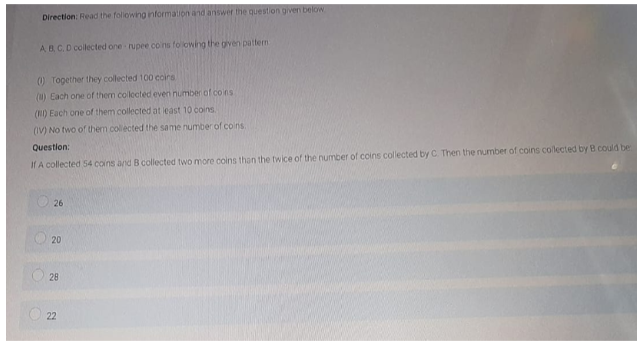 Direction: Read the following information and answer the question given below.
A, B, C, D collected one - rupee coins following the given pattern
(I) Together they collected 100 coins
(II) Each one of them collected even number of coins
(III) Each one of them collected at least 10 coins.
(IV) No two of them collected the same number of coins
Question:
If A collected 54 coins and B collected two more coins than the twice of the number of coins collected by C. Then the number of coins collected by B could be
26
20
28
22